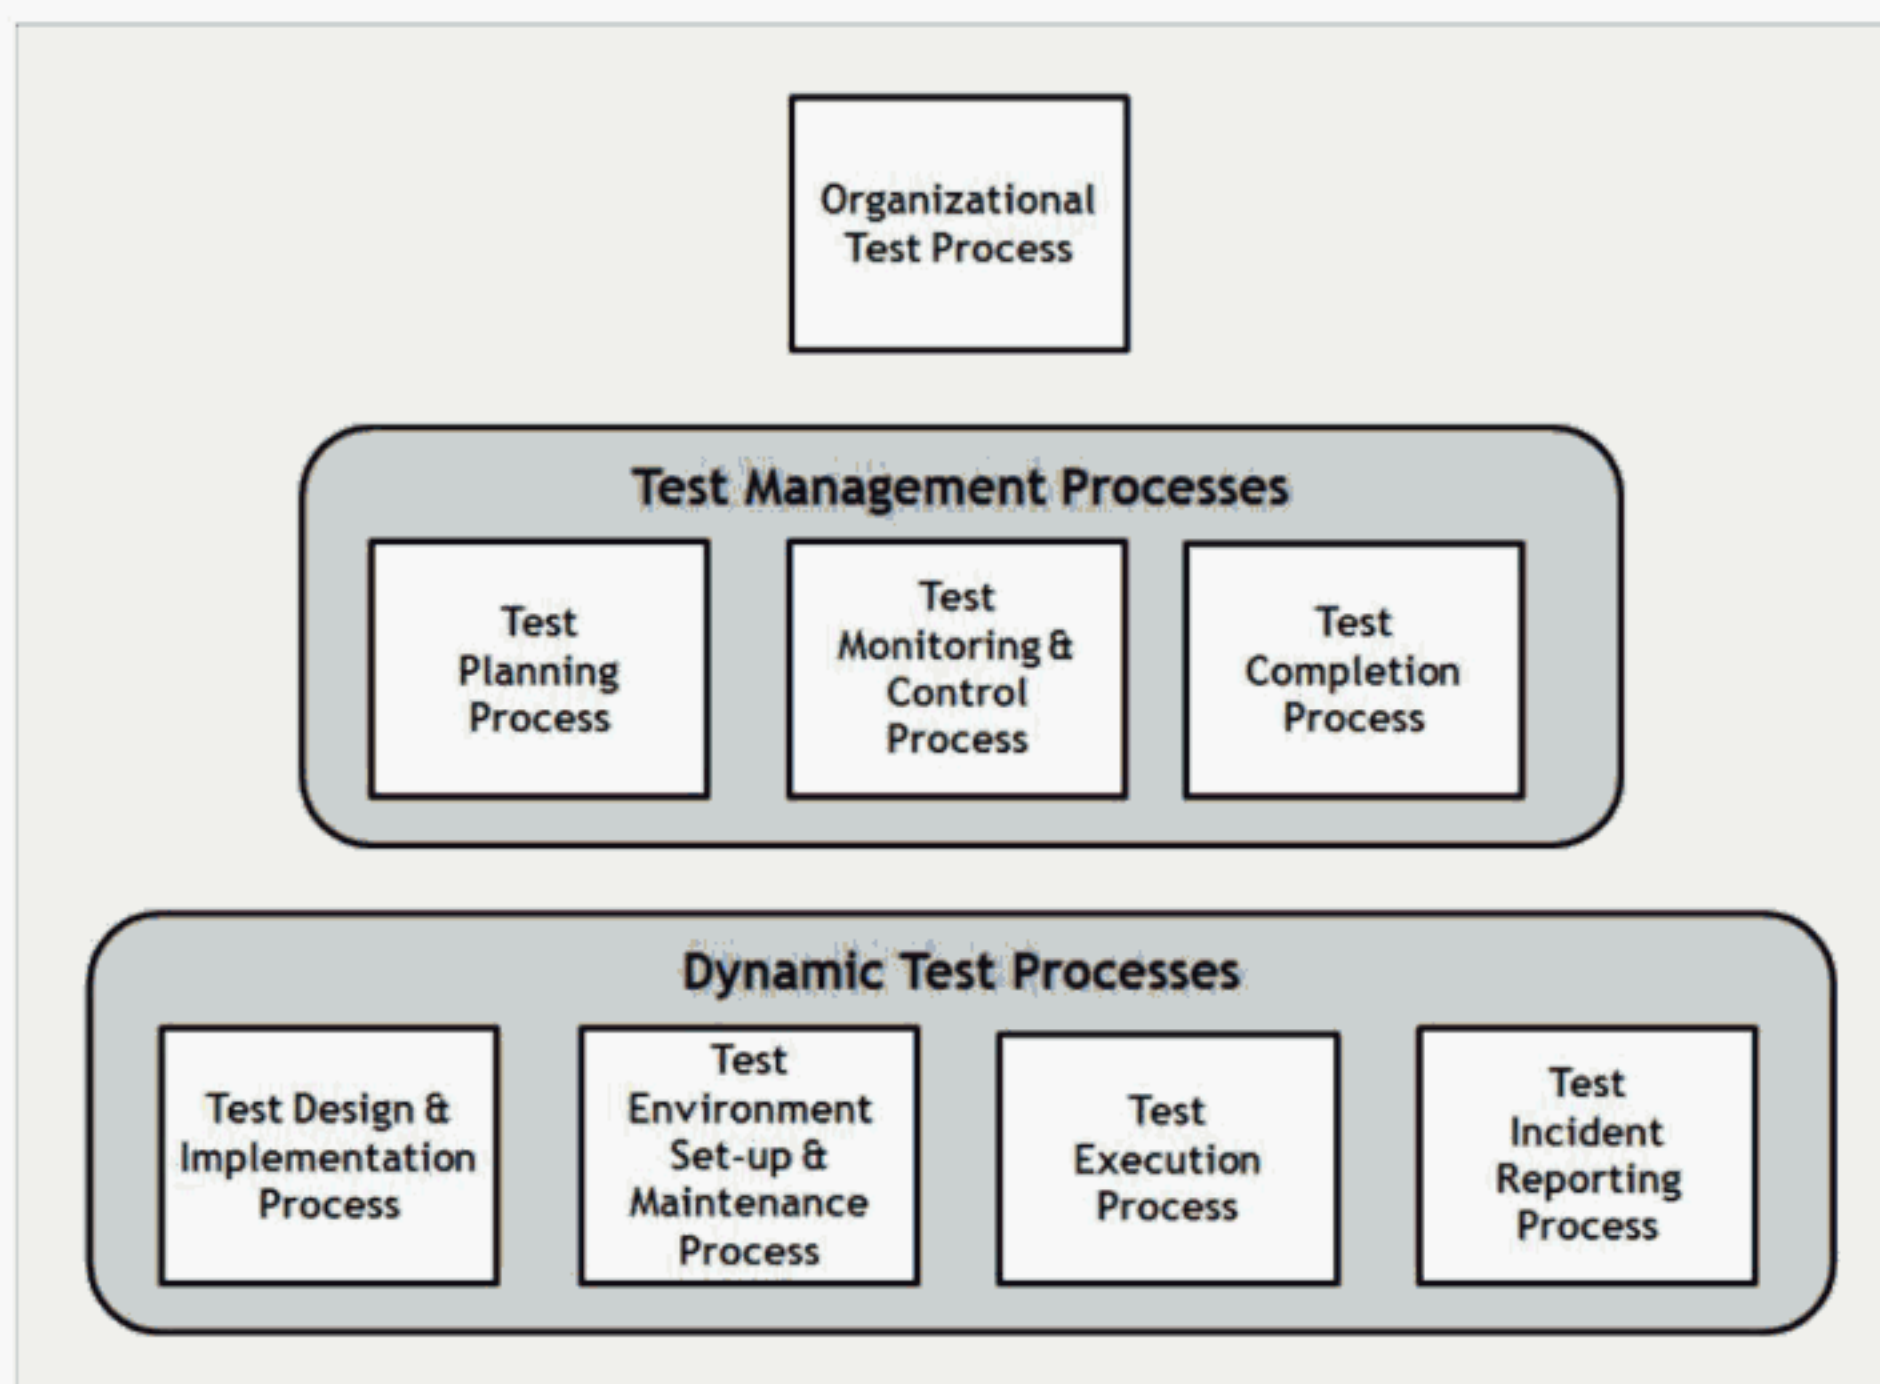 Organizational
Test Process
Test Management Processes
Test
Planning
Process
Test
Monitoring &
Control
Process
Test
Completion
Process
Dynamic Test Processes
Test Design &
Implementation
Process
Test
Environment
Set-up &
Maintenance
Process
Test
Execution
Process
Test
Incident
Reporting
Process